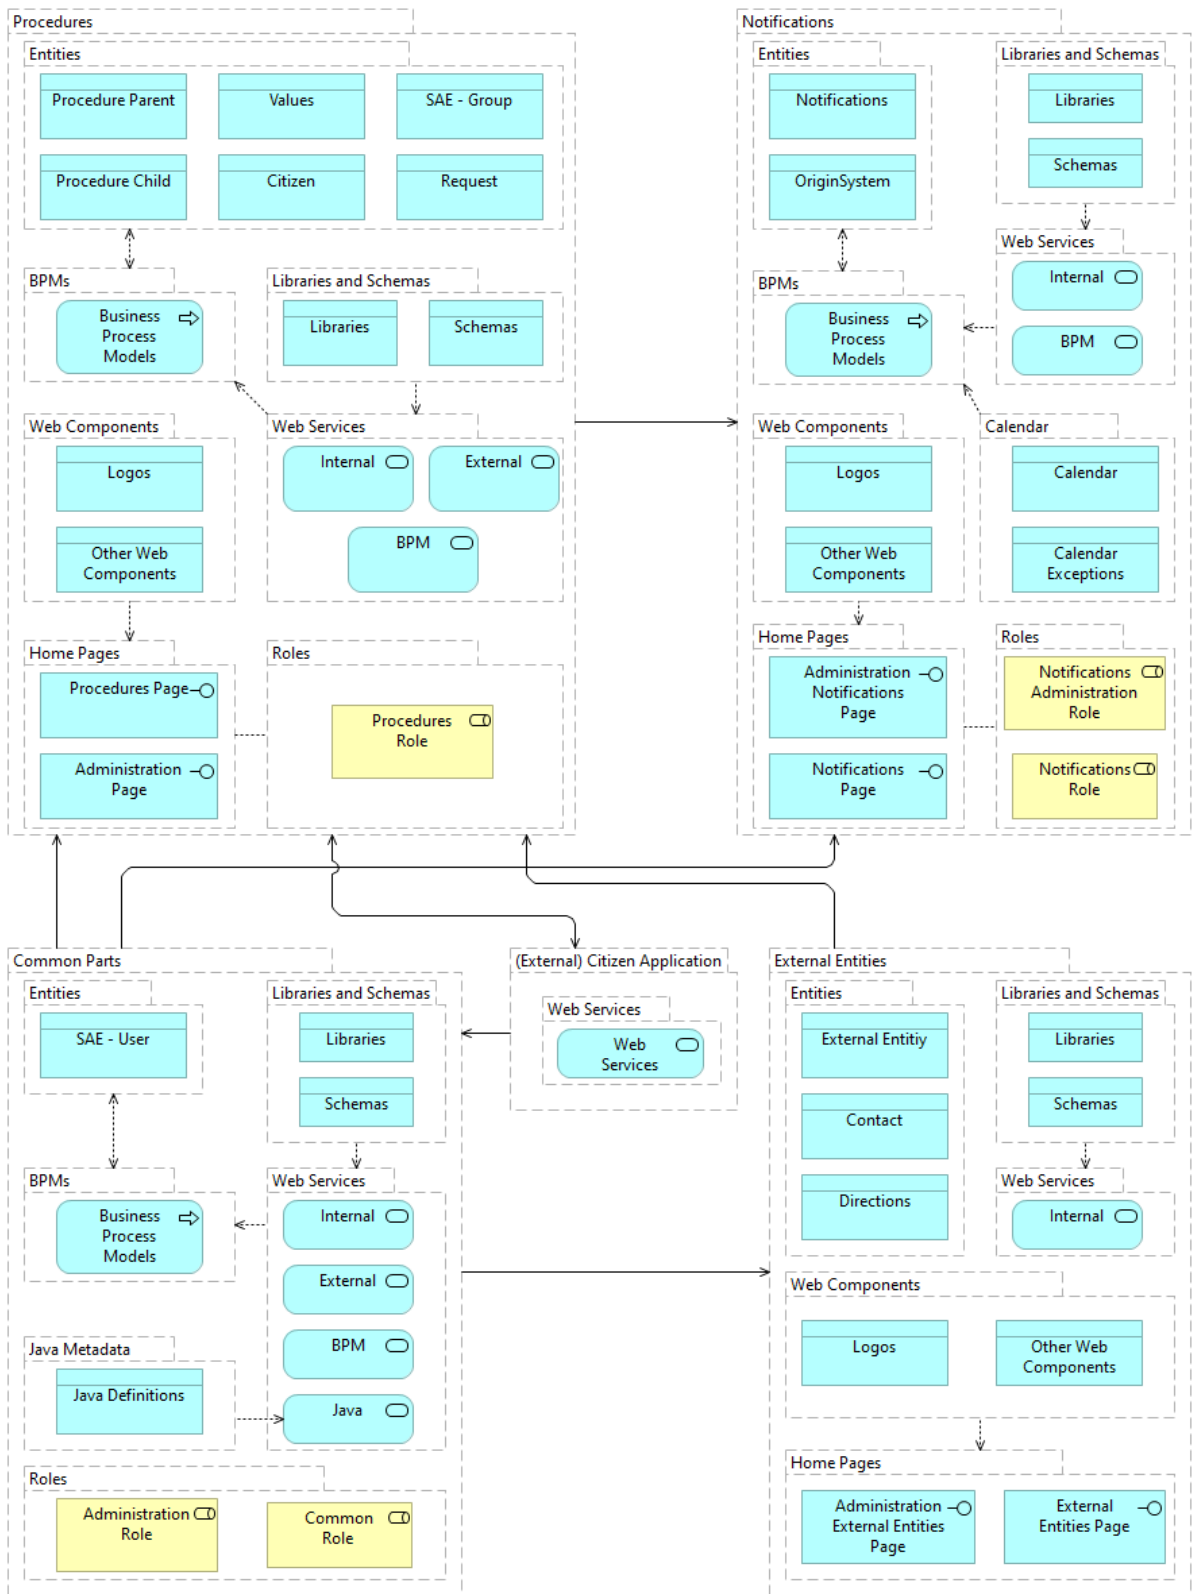 Procedures
Entities
Procedure Parent
Values
SAE - Group
Procedure Child
Citizen
Request
BPMs
Business
Process
Models
Libraries and Schemas
Libraries
Schemas
Web Components
Logos
Other Web
Components
Web Services
Internal
External
BPM
Home Pages
Procedures Page
Administration
Page
Roles
Procedures
Role
Notifications
Entities
Notifications
OriginSystem
Libraries and Schemas
Libraries
Schemas
BPMs
Business
Process
Models
Web Services
Internal
BPM
Web Components
Logos
Other Web
Components
Calendar
Calendar
Calendar
Exceptions
Home Pages
Administration
Notifications
Page
Notifications
Page
Roles
Notifications
Administration
Role
Notifications
Role
Common Parts
Entities
SAE - User
Libraries and Schemas
Libraries
Schemas
BPMs
Business
Process
Models
Web Services
Internal
External
BPM
Java
Java Metadata
Java Definitions
Roles
Administration
Role
Common
Role
(External) Citizen Application
Web Services
Web
Services
External Entities
Entities
External Entitiy
Contact
Directions
Libraries and Schemas
Libraries
Schemas
Web Services
Internal
Web Components
Logos
Other Web
Components
Home Pages
Administration
External Entities
Page
External
Entities Page